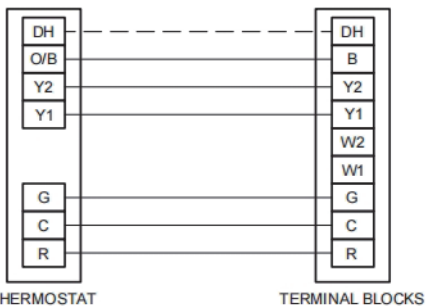 DH DH
O/B B
Y2 Y2
Y1 Y1
W2
W1
G G
C C
R R
HERMOSTAT TERMINAL BLOCKS